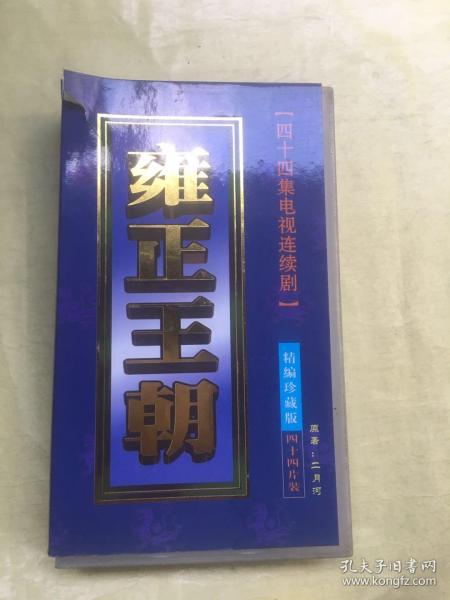 【四十四集电视连续剧】
雍正王朝
精编珍藏版
四十四片装
原著：二月河
孔夫子旧书网
www.kongfz.com